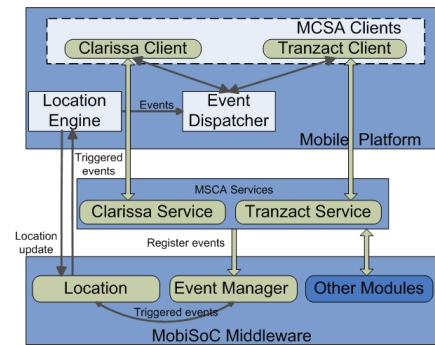 MCSA Clients
Clarissa Client
Tranzact Client
Location
Engine
Events
Event
Dispatcher
Mobile Platform
Triggered
events
MSCA Services
Clarissa Service
Tranzact Service
Location
update
Register events
Location
Event Manager
Other Modules
Triggered events
MobiSoC Middleware